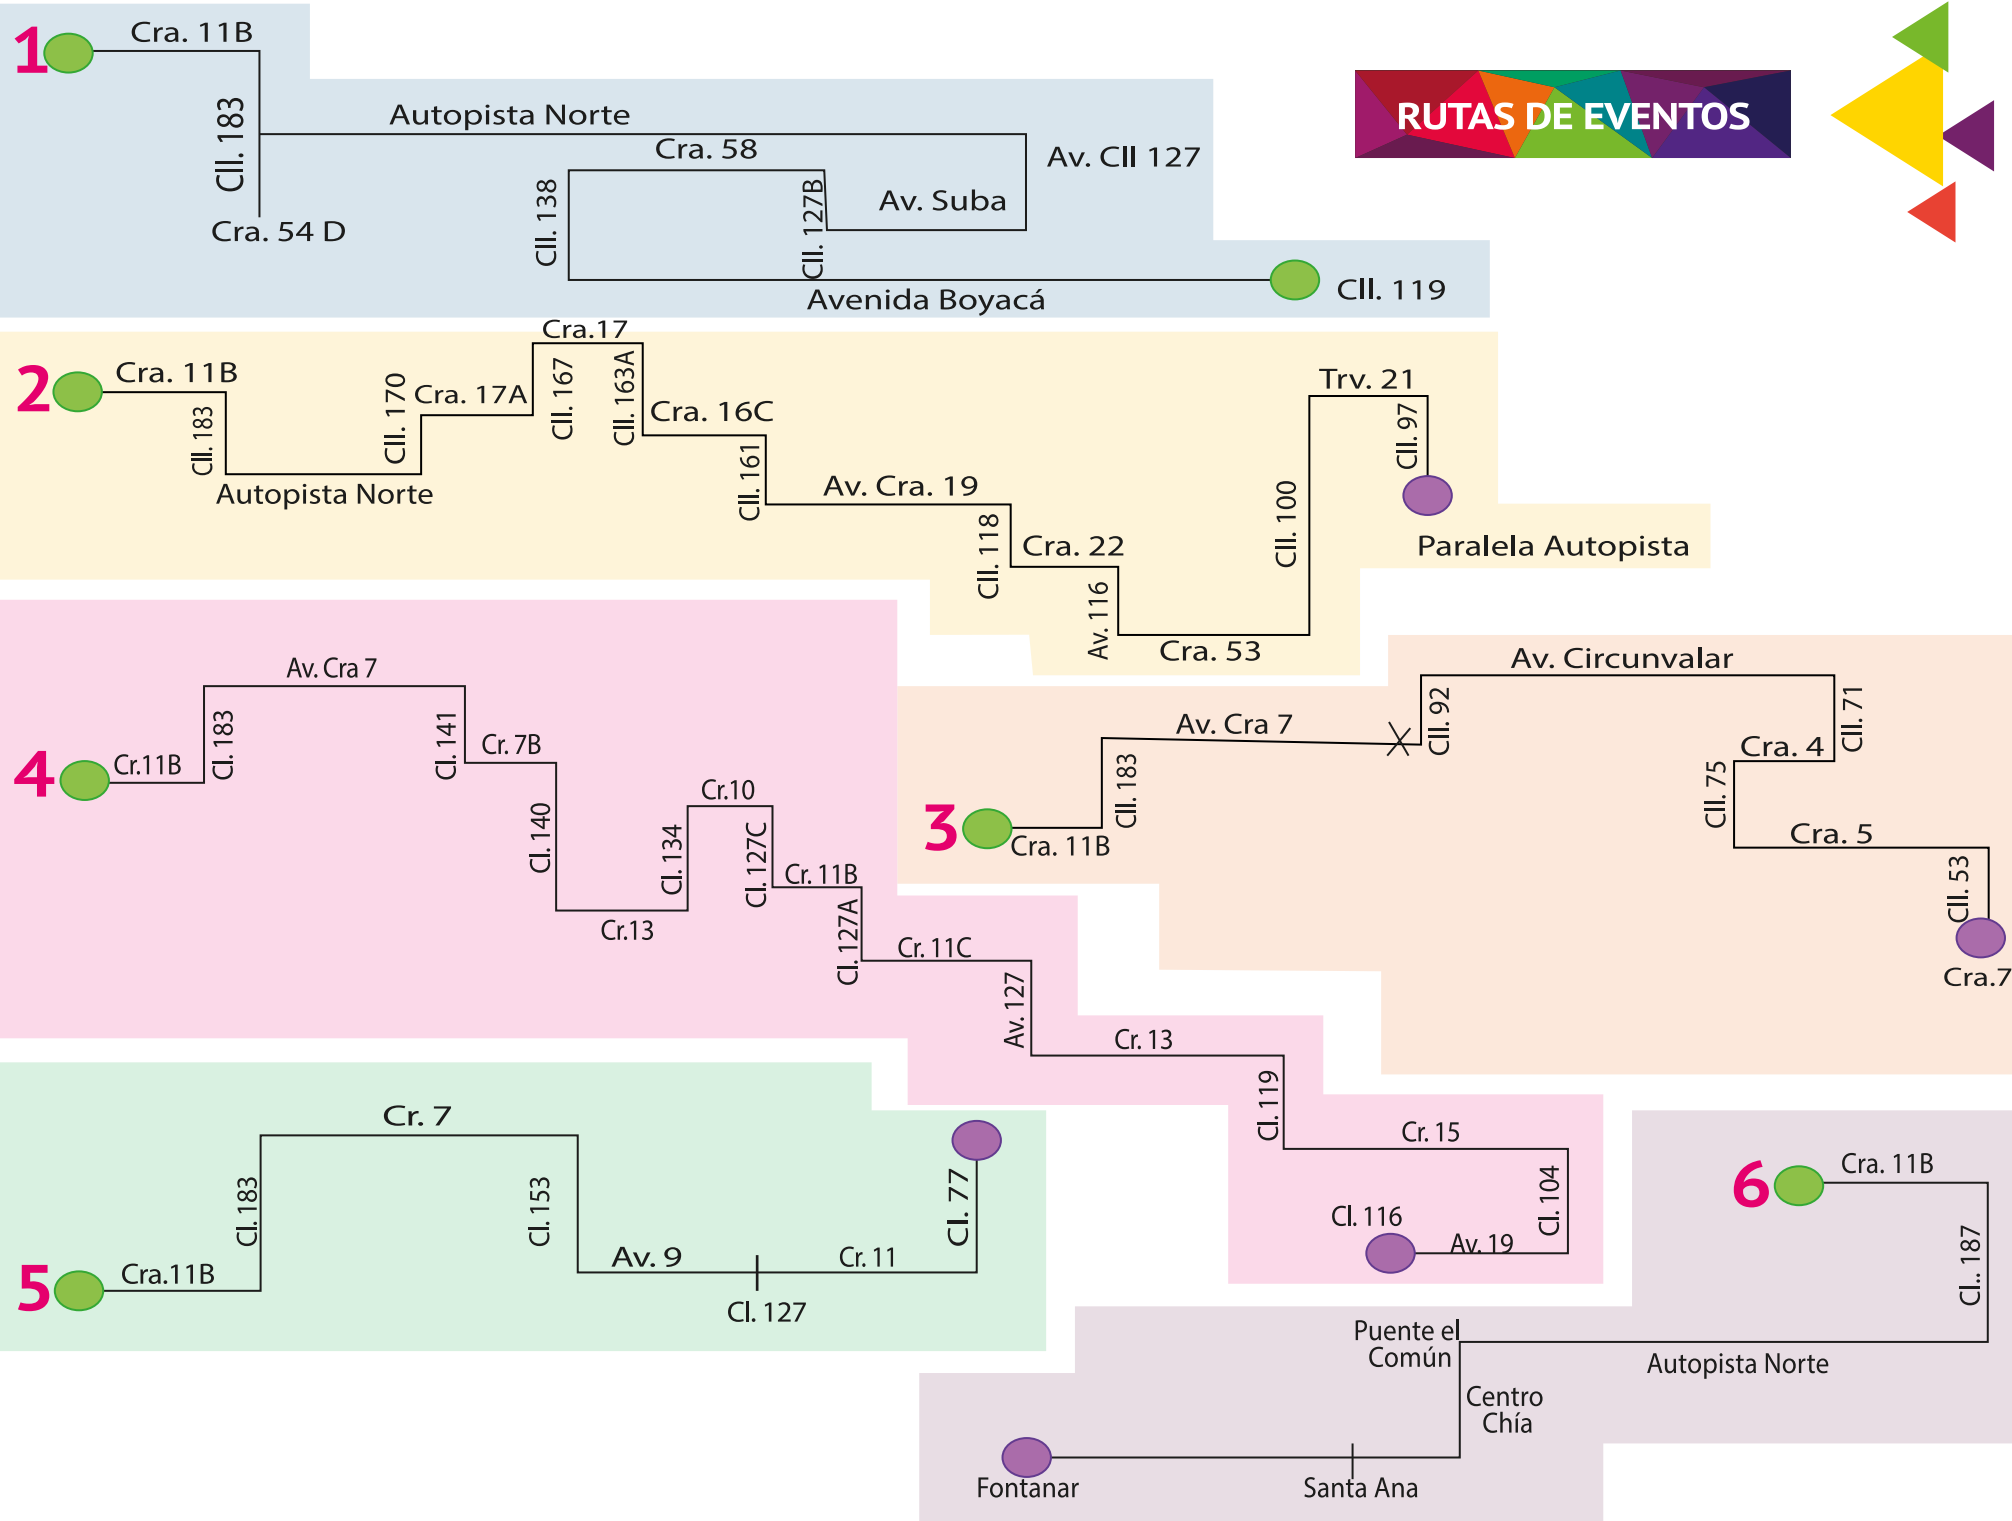 RUTAS DE EVENTOS
1
Cra. 11B
Cll. 183
Cra. 54 D
Autopista Norte
Av. Cll 127
Av. Suba
Cll. 127B
Cra. 58
Cll. 138
Avenida Boyacá
Cll. 119
2
Cra. 11B
Cll. 183
Autopista Norte
Cll. 170
Cra. 17A
Cll. 167
Cra.17
Cll. 163A
Cra. 16C
Cll. 161
Av. Cra. 19
Cll. 118
Cra. 22
Av. 116
Cra. 53
Cll. 100
Trv. 21
Cll. 97
Paralela Autopista
3
Cra. 11B
Cll. 183
Av. Cra 7
Cll. 92
Av. Circunvalar
Cll. 71
Cra. 4
Cll. 75
Cra. 5
Cll. 53
Cra.7
4
Cr.11B
Cl. 183
Av. Cra 7
Cl. 141
Cr. 7B
Cl. 140
Cr.13
Cl. 134
Cr.10
Cl. 127C
Cr. 11B
Cl. 127A
Cr. 11C
Av. 127
Cr. 13
Cl. 119
Cr. 15
Cl. 104
Av. 19
Cl. 116
5
Cra.11B
Cl. 183
Cr. 7
Cl. 153
Av. 9
Cl. 127
Cr. 11
Cl. 77
6
Cra. 11B
Cl.. 187
Autopista Norte
Puente el
Común
Centro
Chía
Santa Ana
Fontanar